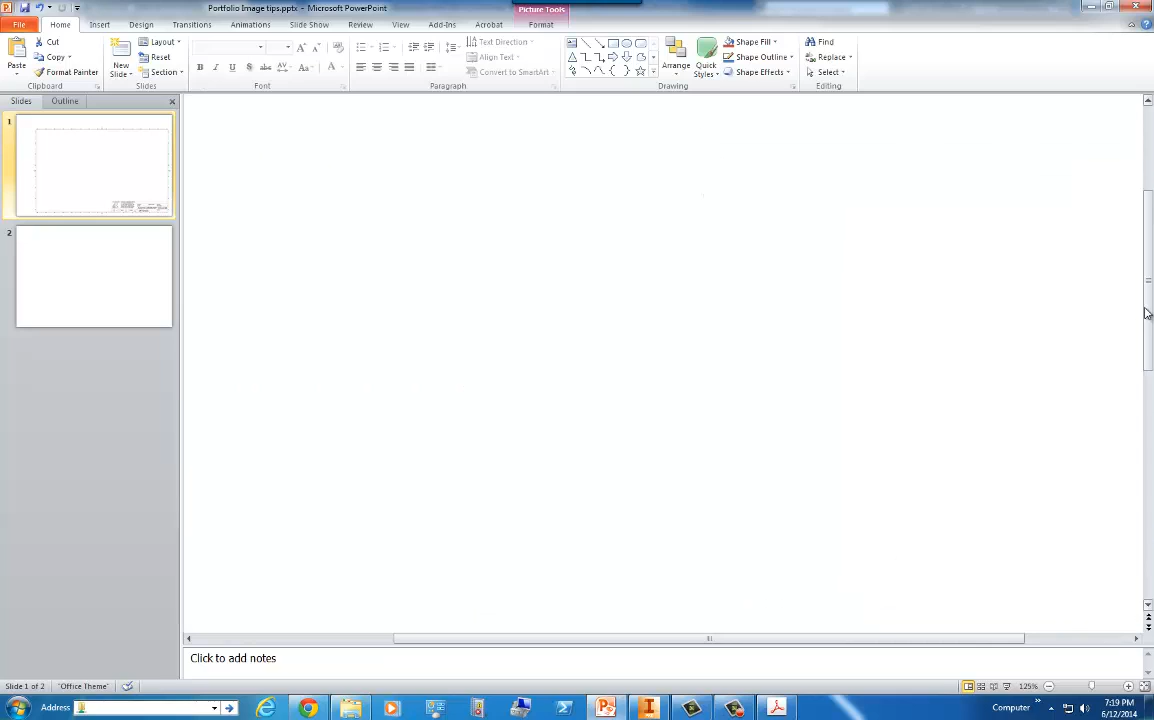 Portfolio Image tips.pptx - Microsoft PowerPoint
Picture Tools
File Home Insert Design Transitions Animations Slide Show Review View Add-Ins Acrobat Format
Paste
Cut
Copy
Format Painter
Clipboard
New Slide
Layout
Reset
Section
Slides
B I U S abc AV Aa A
Font
Text Direction
Align Text
Convert to SmartArt
Paragraph
Arrange
Quick Styles
Shape Fill
Shape Outline
Shape Effects
Drawing
Find
Replace
Select
Editing
Slides Outline
1
2
Click to add notes
Slide 1 of 2 "Office Theme" 125%
Address
Computer
7:19 PM
6/12/2014